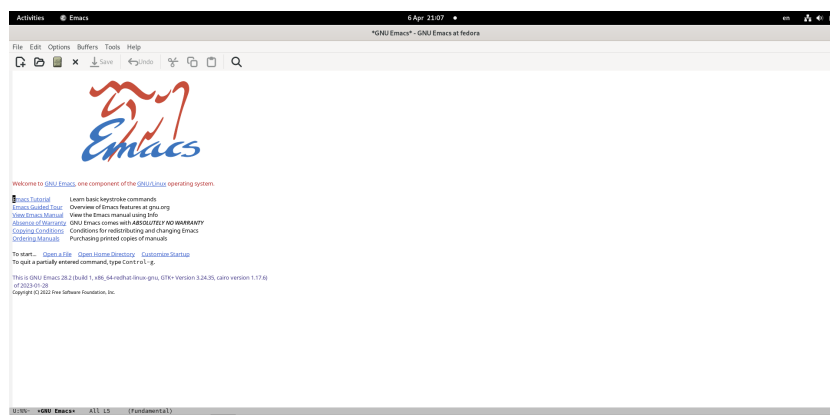 Activities Emacs 6 Apr 21:07 en
*GNU Emacs* - GNU Emacs at fedora
File Edit Options Buffers Tools Help
Save Undo
Emacs
Welcome to GNU Emacs, one component of the GNU/Linux operating system.
Emacs Tutorial Learn basic keystroke commands
Emacs Guided Tour Overview of Emacs features at gnu.org
View Emacs Manual View the Emacs manual using Info
Absence of Warranty GNU Emacs comes with ABSOLUTELY NO WARRANTY
Copying Conditions Conditions for redistributing and changing Emacs
Ordering Manuals Purchasing printed copies of manuals
To start... Open a File Open Home Directory Customize Startup
To quit a partially entered command, type Control-g.
This is GNU Emacs 28.2 (build 1, x86_64-redhat-linux-gnu, GTK+ Version 3.24.35, cairo version 1.17.6)
of 2023-01-28
Copyright (C) 2022 Free Software Foundation, Inc.
U:%%- *GNU Emacs* All L5 (Fundamental)